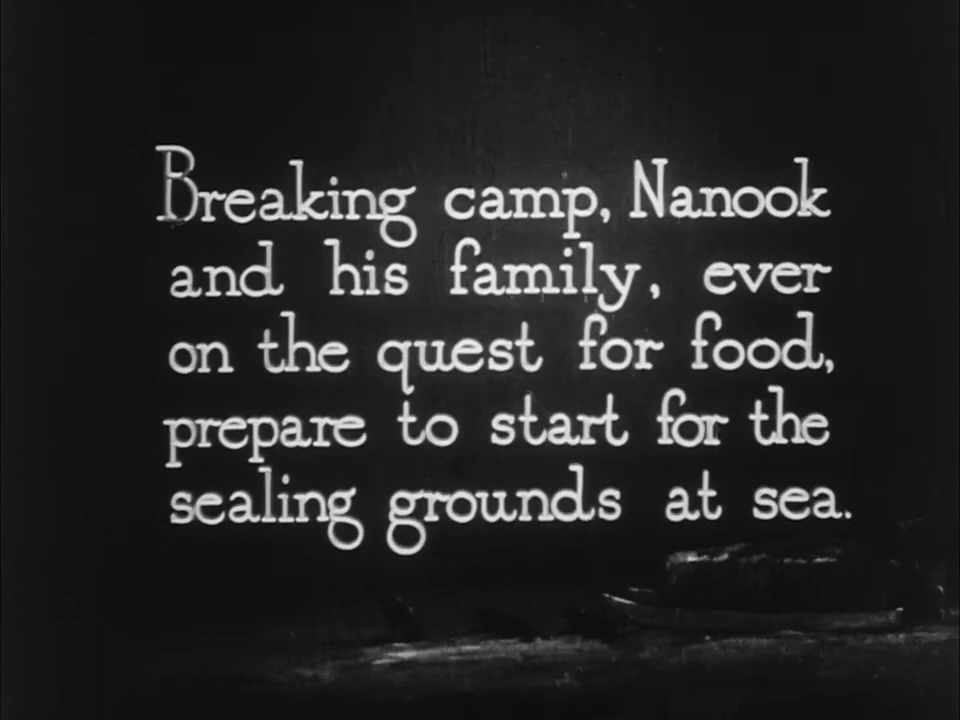 Breaking camp, Nanook
and his family, ever
on the quest for food,
prepare to start for the
sealing grounds at sea.